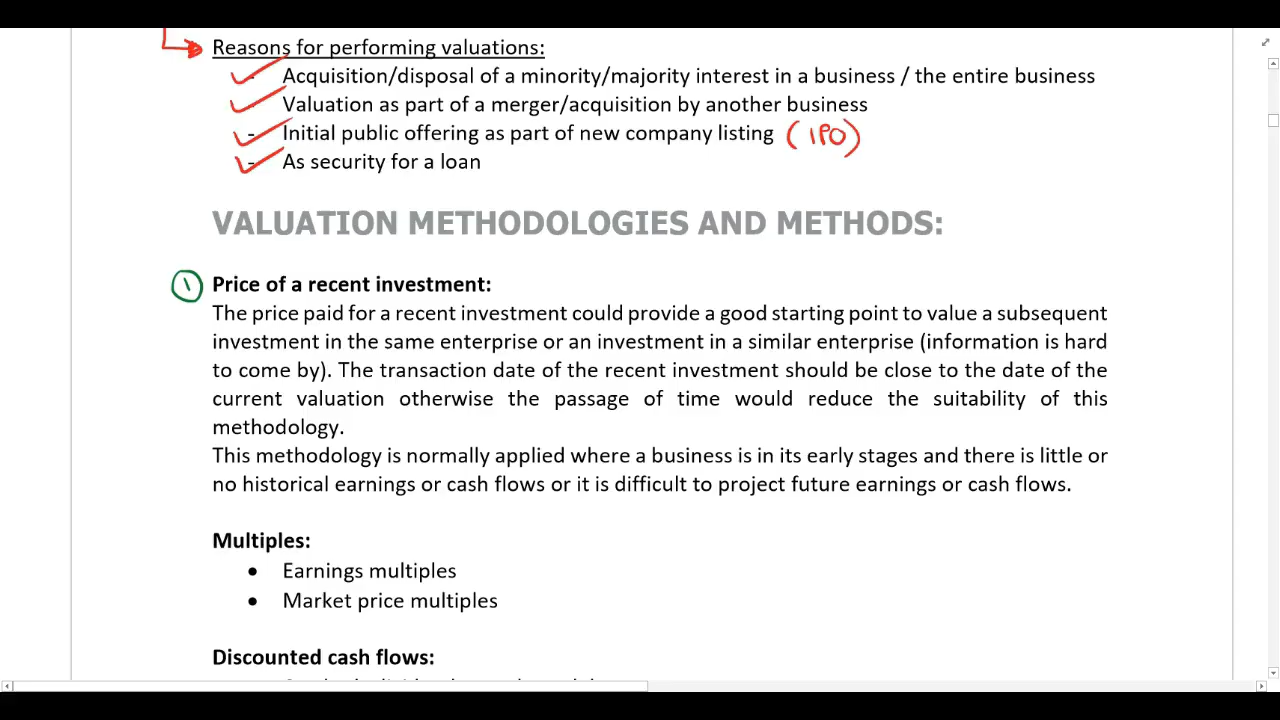 Reasons for performing valuations:
- Acquisition/disposal of a minority/majority interest in a business / the entire business
- Valuation as part of a merger/acquisition by another business
- Initial public offering as part of new company listing (IPO)
- As security for a loan
VALUATION METHODOLOGIES AND METHODS:
1 Price of a recent investment:
The price paid for a recent investment could provide a good starting point to value a subsequent
investment in the same enterprise or an investment in a similar enterprise (information is hard
to come by). The transaction date of the recent investment should be close to the date of the
current valuation otherwise the passage of time would reduce the suitability of this
methodology.
This methodology is normally applied where a business is in its early stages and there is little or
no historical earnings or cash flows or it is difficult to project future earnings or cash flows.
Multiples:
• Earnings multiples
• Market price multiples
Discounted cash flows: